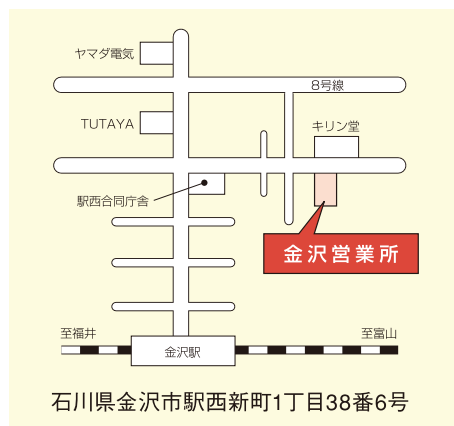 ヤマダ電気
8号線
TUTAYA
キリン堂
駅西合同庁舎
金沢営業所
至福井
至富山
金沢駅
石川県金沢市駅西新町1丁目38番6号